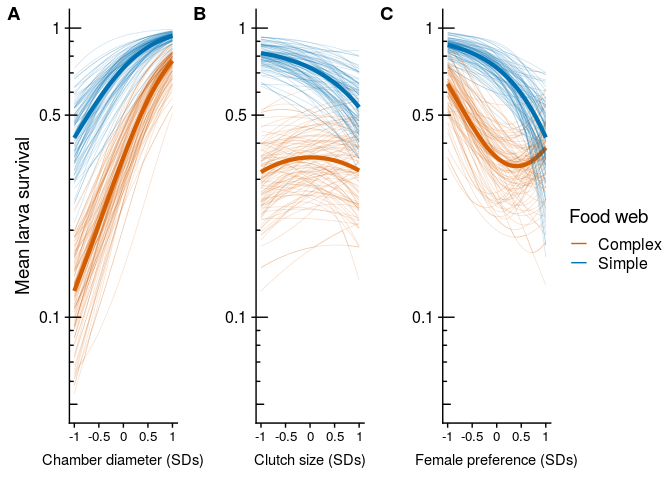 A B C
Mean larva survival
1 1 1
0.5 0.5 0.5
0.1 0.1 0.1
-1 -0.5 0 0.5 1 -1 -0.5 0 0.5 1 -1 -0.5 0 0.5 1
Chamber diameter (SDs) Clutch size (SDs) Female preference (SDs)
Food web
Complex
Simple